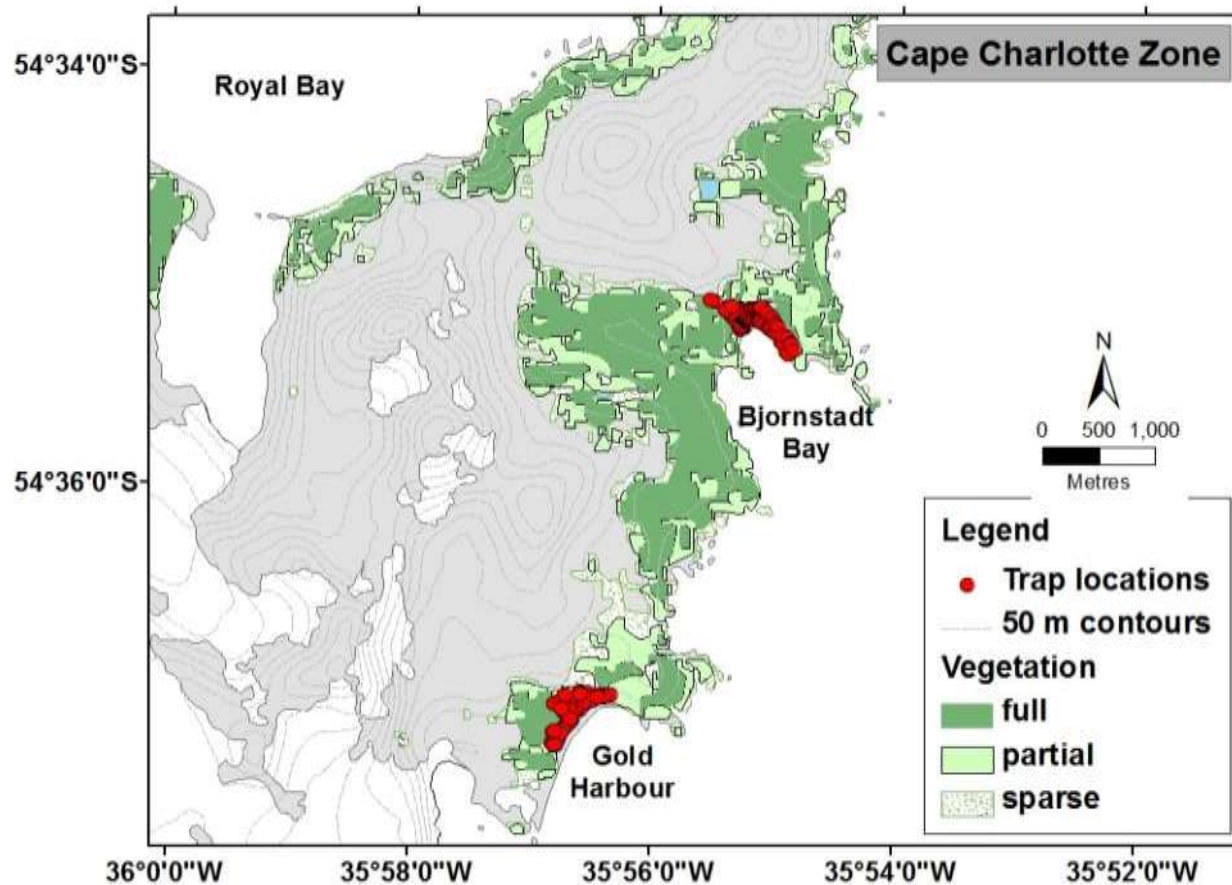 Cape Charlotte Zone
54°34'0"S
Royal Bay
Bjornstadt
Bay
N
0 500 1,000
Metres
54°36'0"S
Legend
Trap locations
50 m contours
Vegetation
full
partial
sparse
Gold
Harbour
36°0'0"W 35°58'0"W 35°56'0"W 35°54'0"W 35°52'0"W